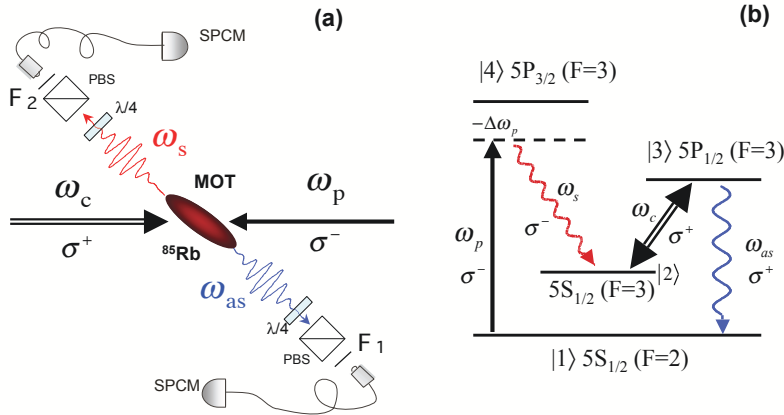 (a)
SPCM
PBS
F2
λ/4
ωs
ωc
MOT
ωp
σ+
85Rb
σ−
ωas
λ/4
PBS
F1
SPCM
(b)
|4⟩ 5P3/2 (F=3)
−Δωp
|3⟩ 5P1/2 (F=3)
ωs
ωc
σ−
σ+
ωp
ωas
σ−
σ+
|2⟩
5S1/2 (F=3)
|1⟩ 5S1/2 (F=2)